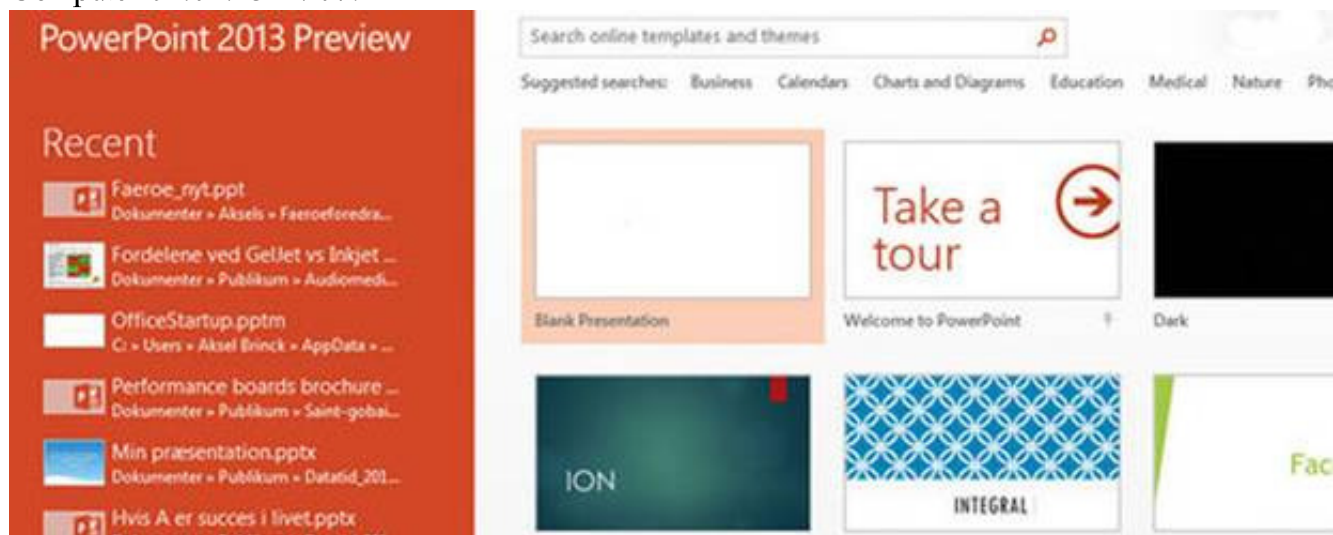 PowerPoint 2013 Preview
Search online templates and themes
Suggested searches: Business Calendars Charts and Diagrams Education Medical Nature Pho
Recent
Faeroe_nyt.ppt
Dokumenter » Aksels » Faeroeforedra...
Fordelene ved GelJet vs Inkjet ...
Dokumenter » Publikum » Audiomedi...
OfficeStartup.pptm
C: » Users » Aksel Brinck » AppData » ...
Performance boards brochure ...
Dokumenter » Publikum » Saint-gobai...
Min præsentation.pptx
Dokumenter » Publikum » Datatid_201...
Hvis A er succes i livet.pptx
Take a
tour
Blank Presentation
Welcome to PowerPoint
Dark
ION
INTEGRAL
Fac